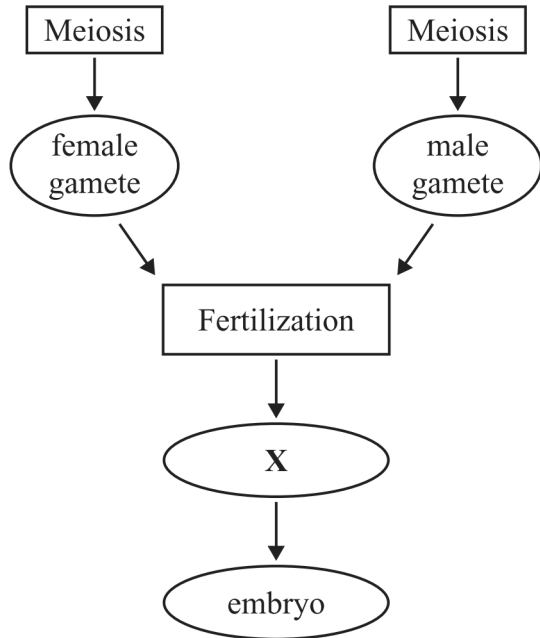 Meiosis
Meiosis
female
gamete
male
gamete
Fertilization
X
embryo